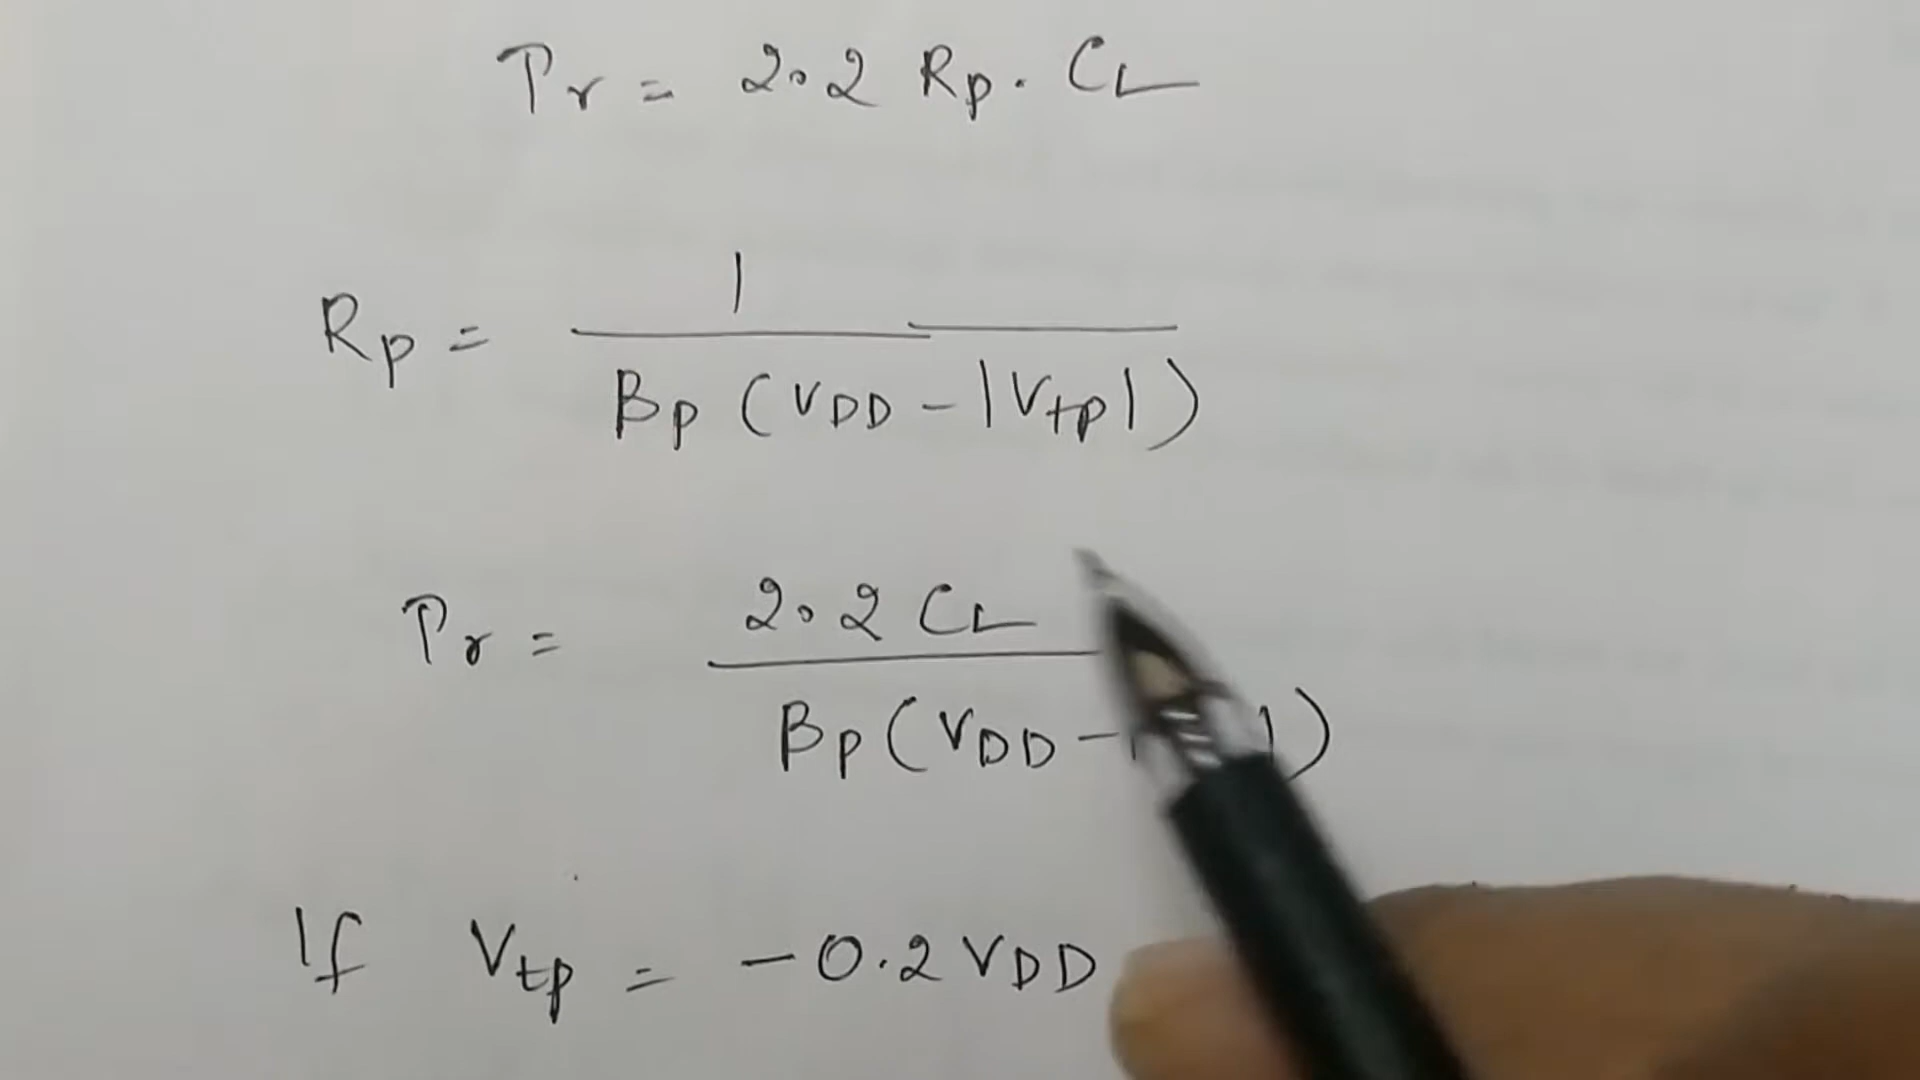 Tr = 2.2 Rp . CL
Rp = 1 / Bp (VDD - |Vtp|)
Tr = 2.2 CL / Bp (VDD - | |)
If Vtp = -0.2 VDD